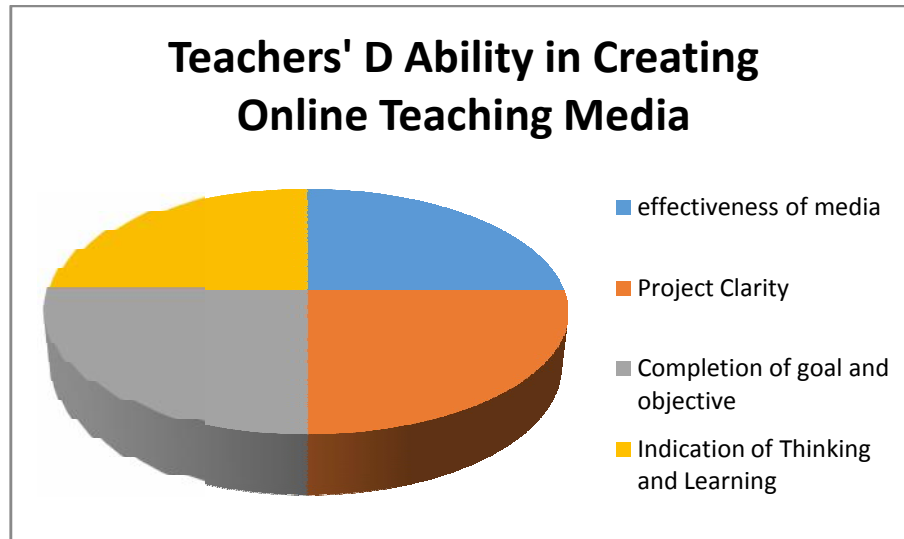 Teachers' D Ability in Creating
Online Teaching Media
effectiveness of media
Project Clarity
Completion of goal and
objective
Indication of Thinking
and Learning